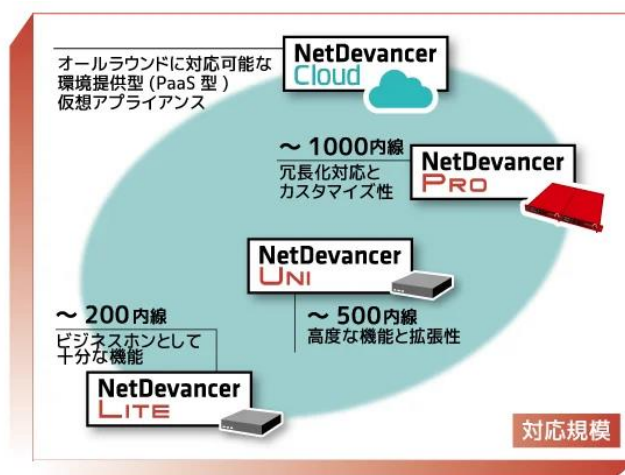 オールラウンドに対応可能な
環境提供型(PaaS型)
仮想アプライアンス
NetDevancer
Cloud
～1000内線
冗長化対応と
カスタマイズ性
NetDevancer
PRO
NetDevancer
UNI
～500内線
高度な機能と拡張性
～200内線
ビジネスホンとして
十分な機能
NetDevancer
LITE
対応規模